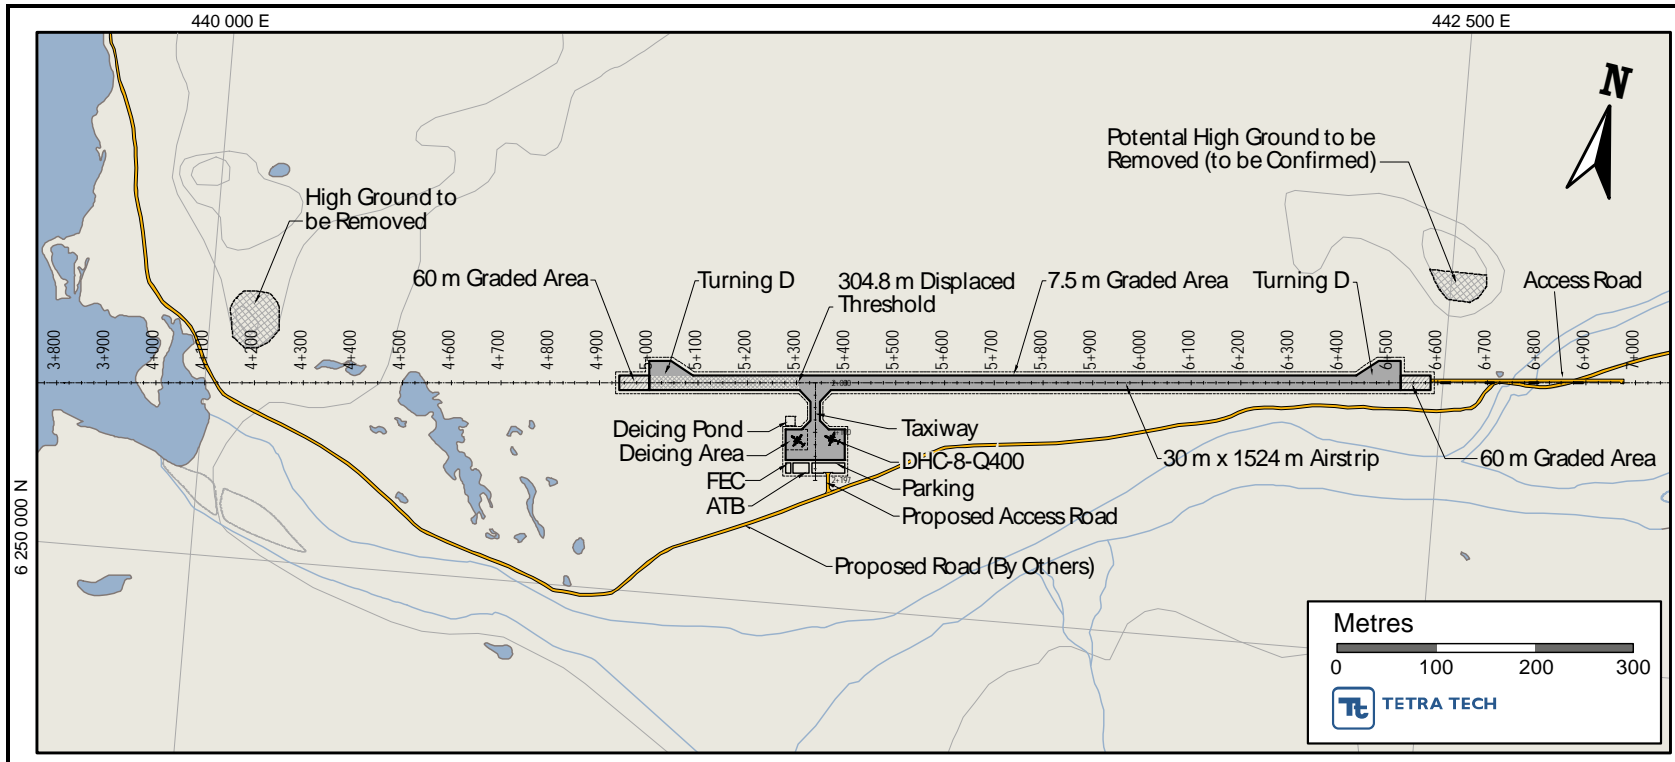 440 000 E
442 500 E
N
Potential High Ground to be
Removed (to be Confirmed)
High Ground to
be Removed
60 m Graded Area
Turning D
304.8 m Displaced
Threshold
7.5 m Graded Area
Turning D
Access Road
3+800
3+900
4+000
4+100
4+200
4+300
4+400
4+500
4+600
4+700
4+800
4+900
5+000
5+100
5+200
5+300
5+400
5+500
5+600
5+700
5+800
5+900
6+000
6+100
6+200
6+300
6+400
6+500
6+600
6+700
6+800
6+900
7+000
Deicing Pond
Deicing Area
FEC
ATB
Taxiway
DHC-8-Q400
Parking
Proposed Access Road
30 m x 1524 m Airstrip
60 m Graded Area
2+197
Proposed Road (By Others)
6 250 000 N
Metres
0 100 200 300
Tt TETRA TECH